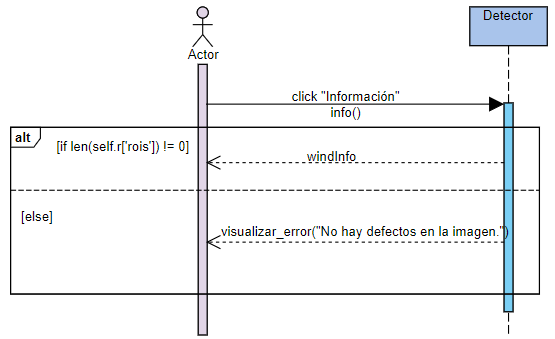 Detector
Actor
click "Información"
info()
alt
[if len(self.r['rois']) != 0]
windInfo
[else]
visualizar_error("No hay defectos en la imagen.")